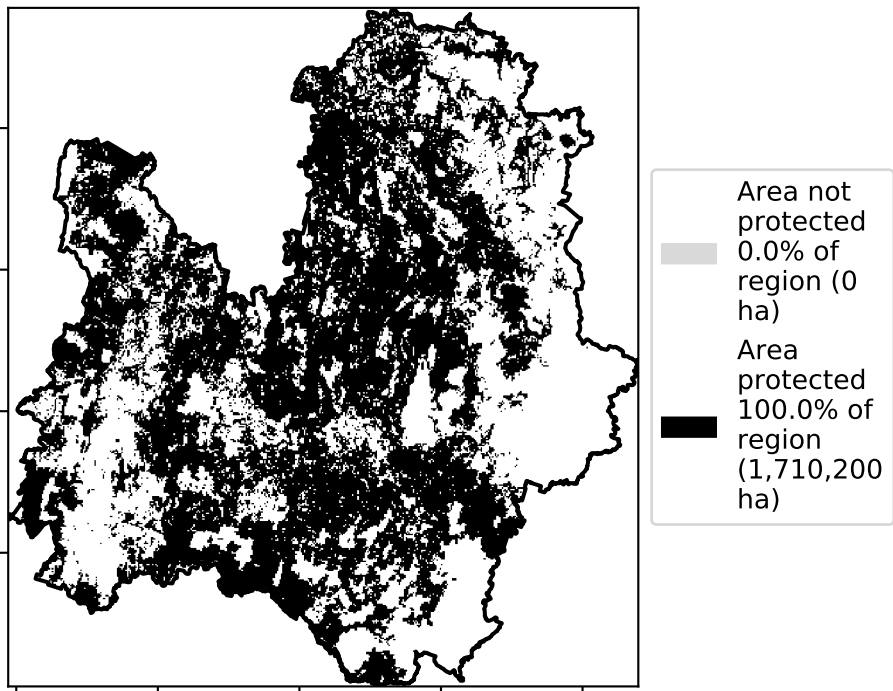 Area not
protected
0.0% of
region (0
ha)
Area
protected
100.0% of
region
(1,710,200
ha)